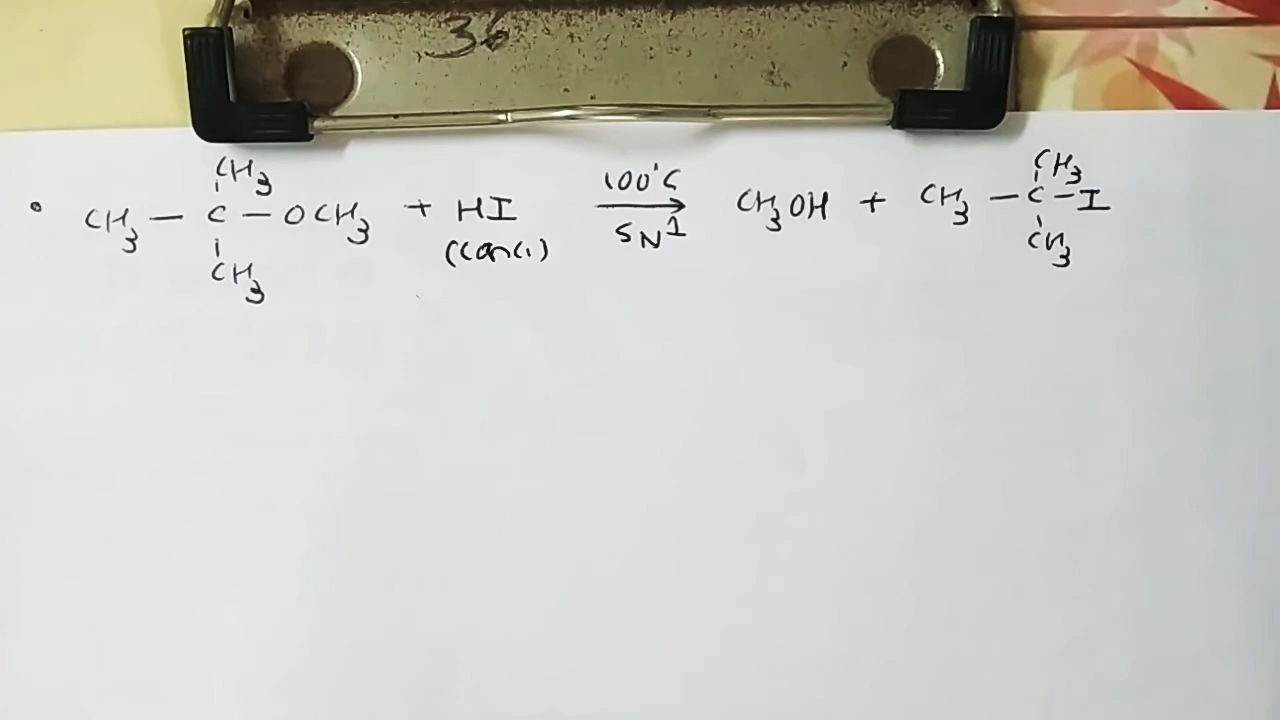 36
CH3 CH3
• CH3 — C — OCH3 + HI 100°C → CH3OH + CH3 — C — I
(conc.) SN1
CH3 CH3